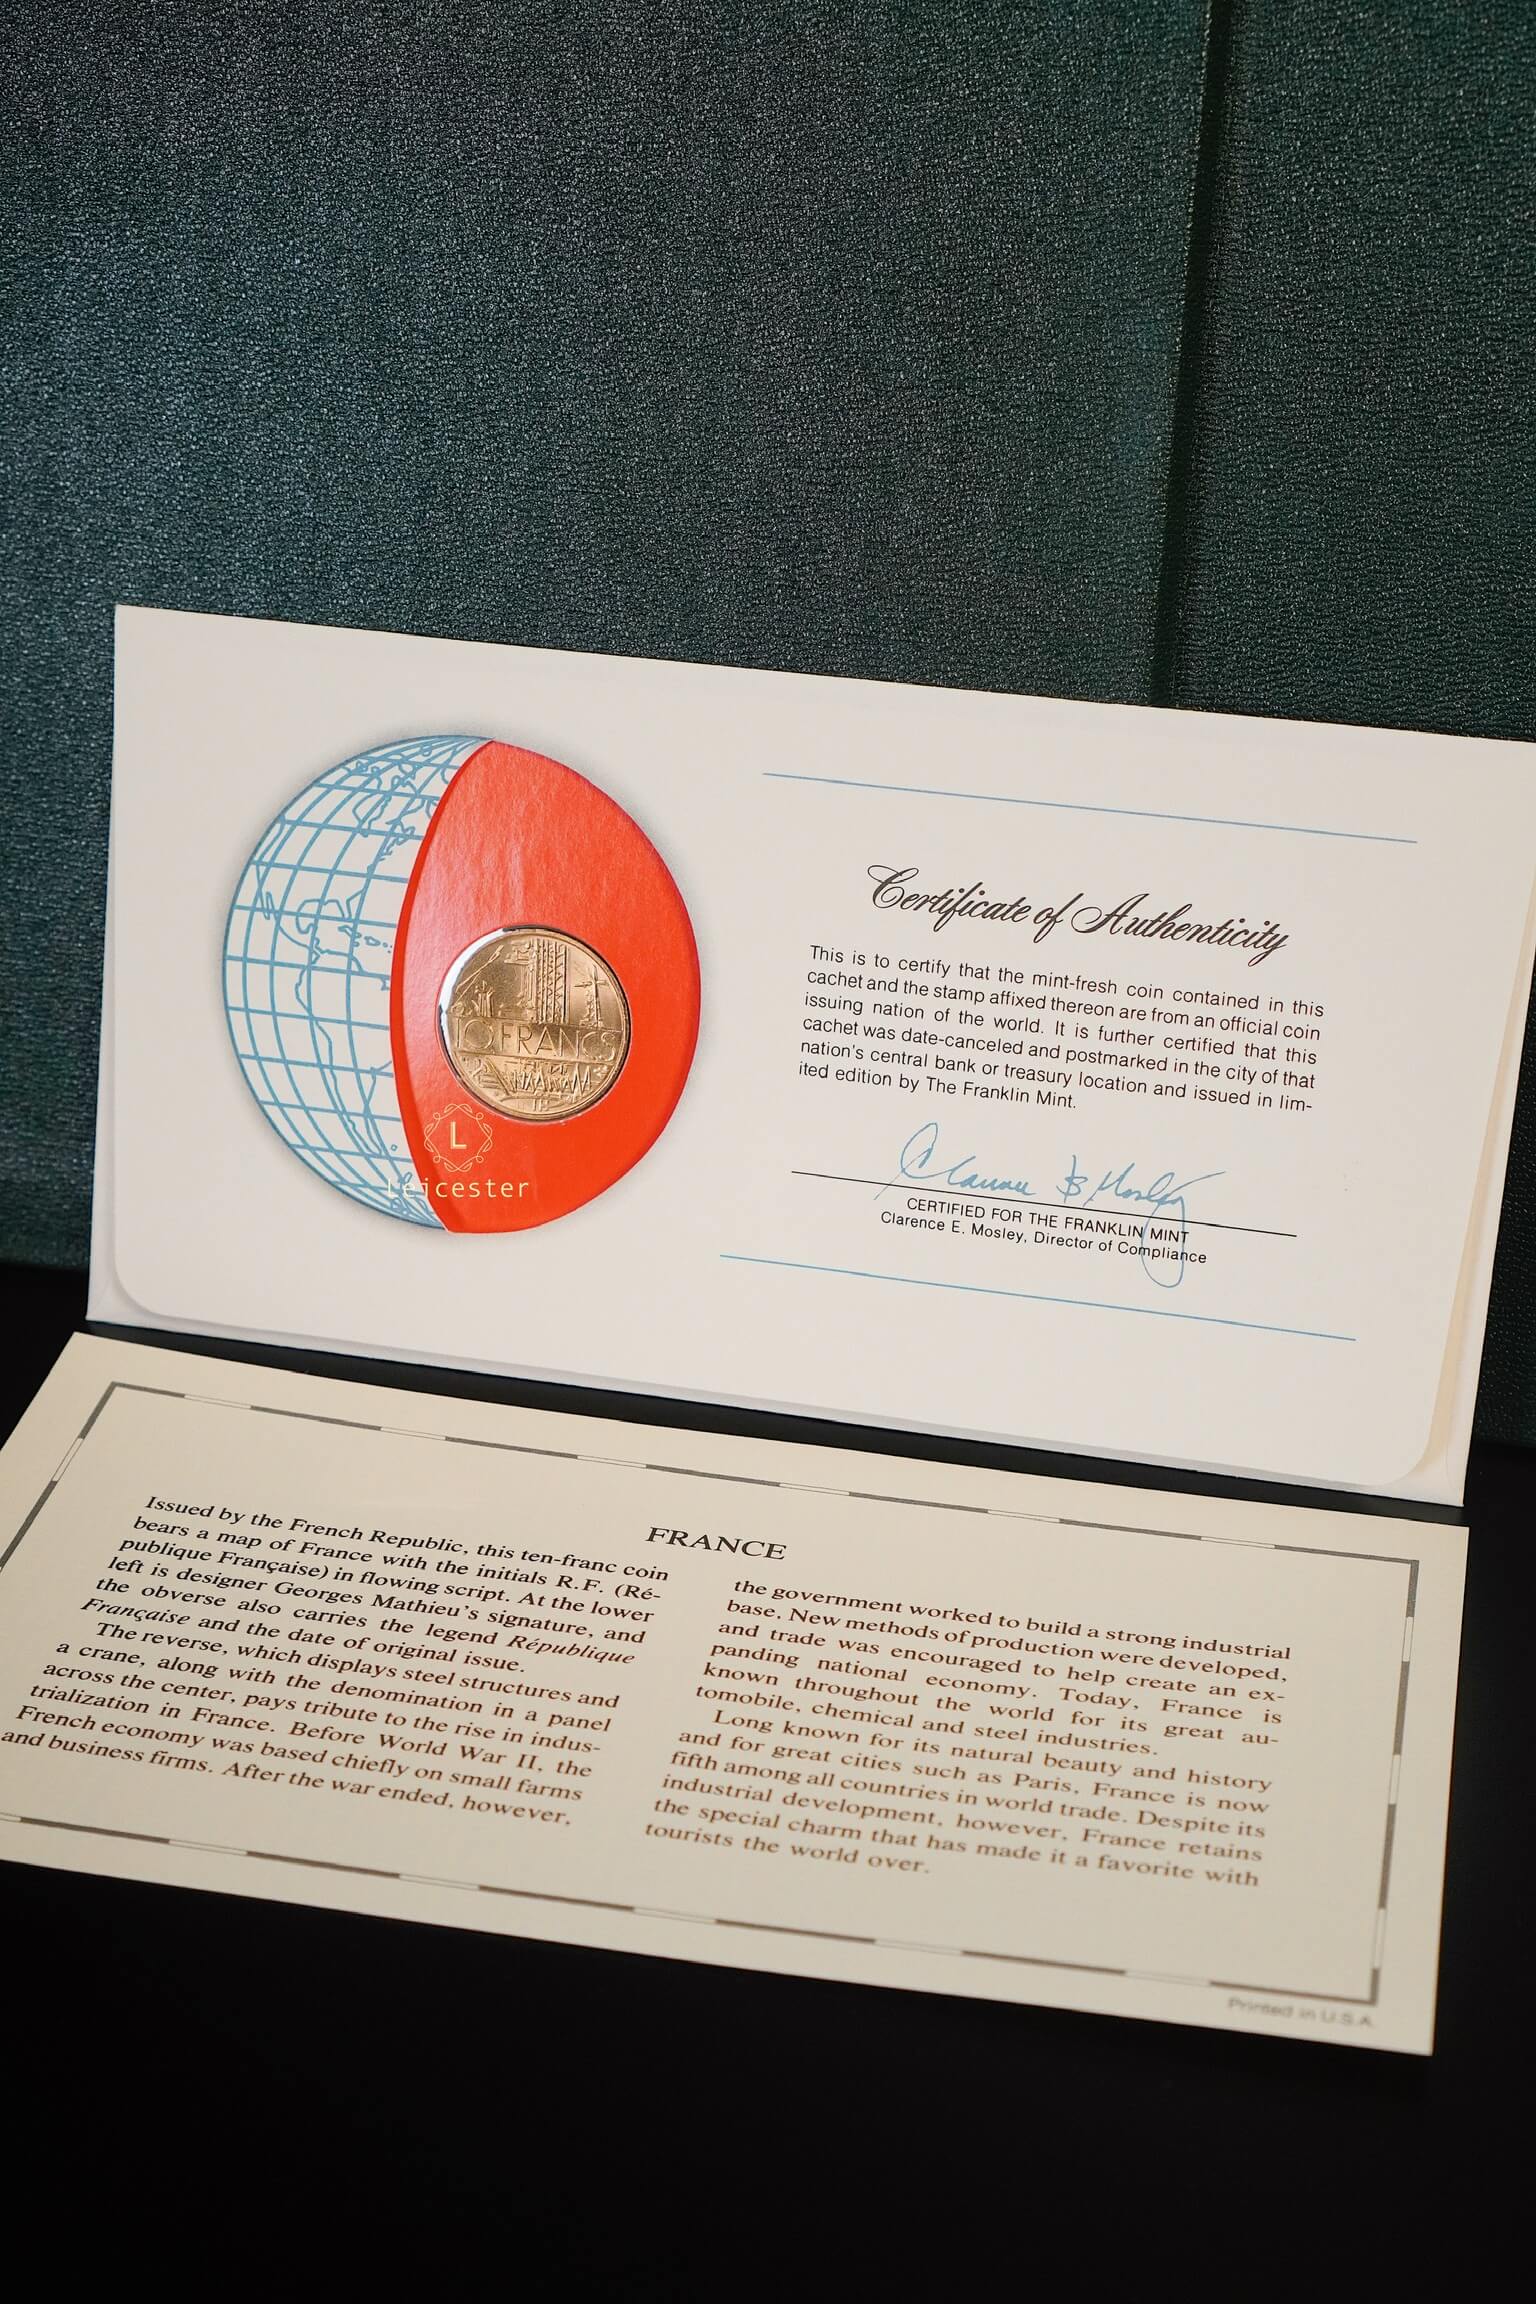 Certificate of Authenticity
This is to certify that the mint-fresh coin contained in this
cachet and the stamp affixed thereon are from an official coin
issuing nation of the world. It is further certified that this
cachet was date-canceled and postmarked in the city of that
nation's central bank or treasury location and issued in lim-
ited edition by The Franklin Mint.
CERTIFIED FOR THE FRANKLIN MINT
Clarence E. Mosley, Director of Compliance
10 FRANCS
L
Leicester
FRANCE
Issued by the French Republic, this ten-franc coin
bears a map of France with the initials R.F. (Ré-
publique Française) in flowing script. At the lower
left is designer Georges Mathieu's signature, and
the obverse also carries the legend République
Française and the date of original issue.
The reverse, which displays steel structures and
a crane, along with the denomination in a panel
across the center, pays tribute to the rise in indus-
trialization in France. Before World War II, the
French economy was based chiefly on small farms
and business firms. After the war ended, however,
the government worked to build a strong industrial
base. New methods of production were developed,
and trade was encouraged to help create an ex-
panding national economy. Today, France is
known throughout the world for its great au-
tomobile, chemical and steel industries.
Long known for its natural beauty and history
and for great cities such as Paris, France is now
fifth among all countries in world trade. Despite its
industrial development, however, France retains
the special charm that has made it a favorite with
tourists the world over.
Printed in U.S.A.